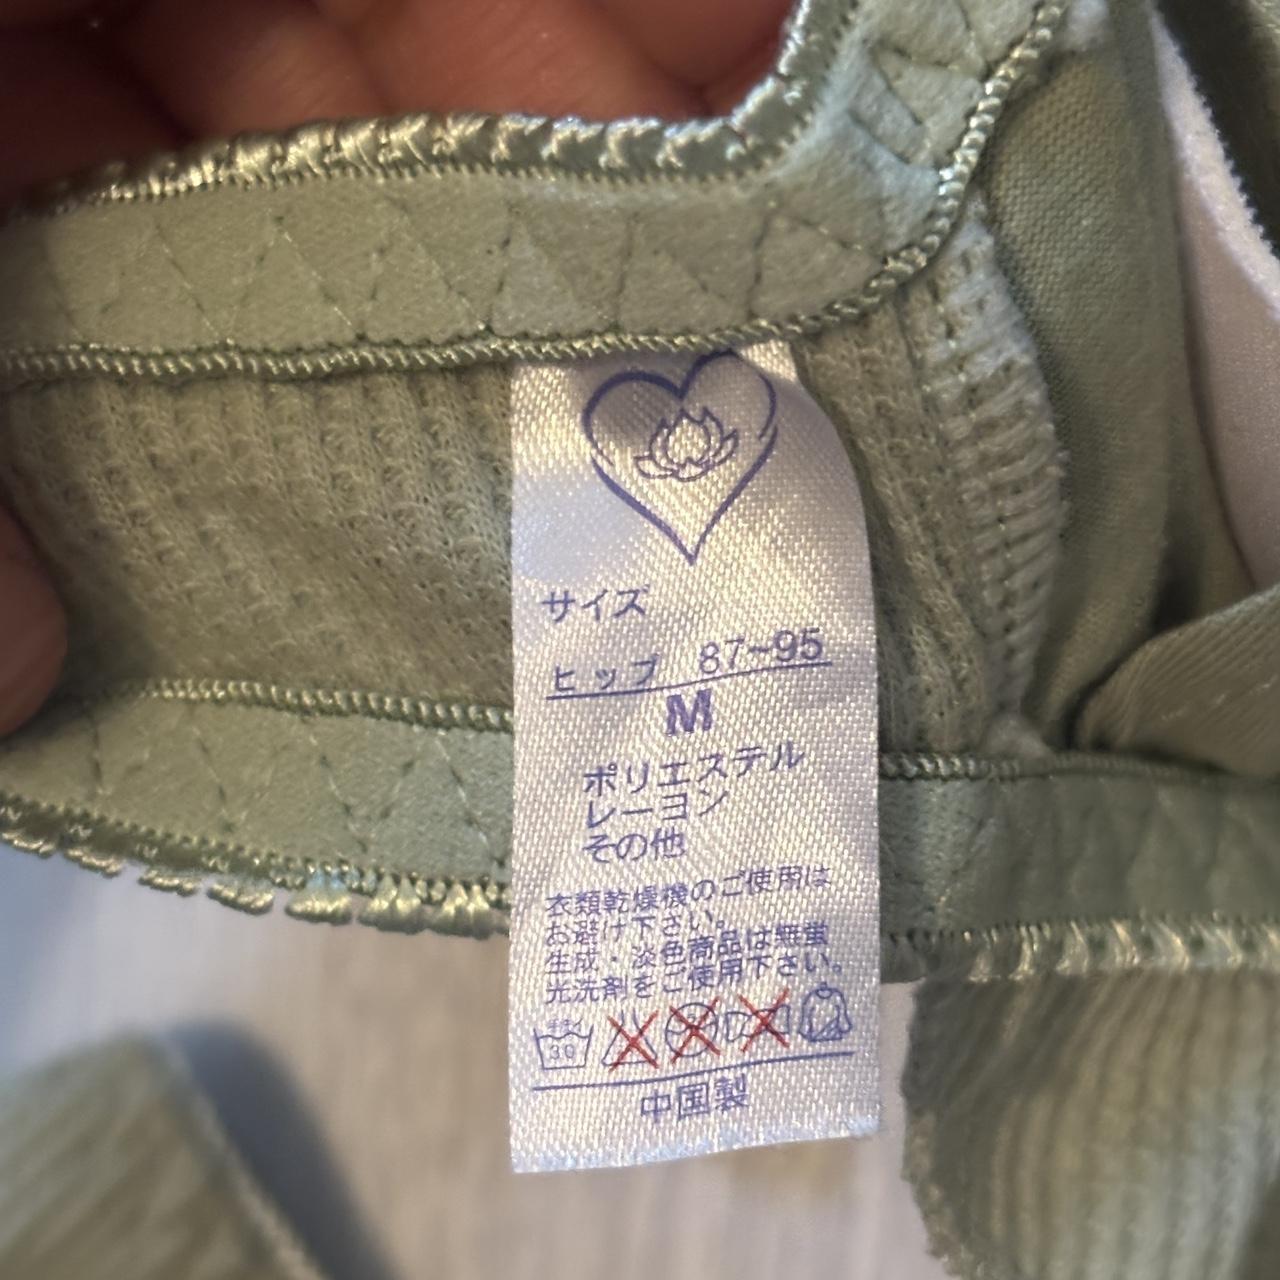 サイズ
ヒップ 87~95
M
ポリエステル
レーヨン
その他
衣類乾燥機のご使用は
お避け下さい。
生成・淡色商品は無蛍
光洗剤をご使用下さい。
30
中国製